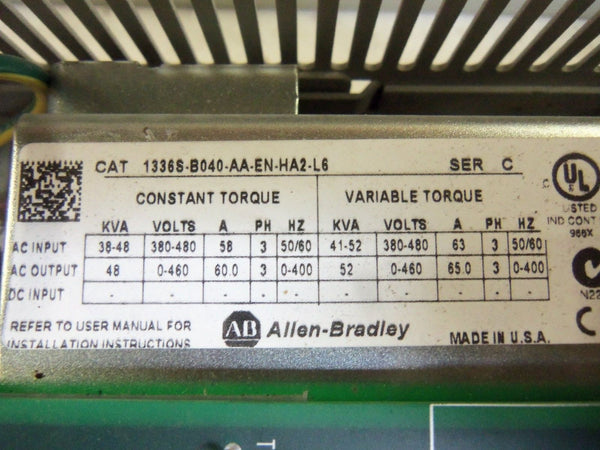 CAT 1336S-B040-AA-EN-HA2-L6 SER C
CONSTANT TORQUE VARIABLE TORQUE
KVA VOLTS A PH HZ KVA VOLTS A PH HZ
AC INPUT 38-48 380-480 58 3 50/60 41-52 380-480 63 3 50/60
AC OUTPUT 48 0-460 60.0 3 0-400 52 0-460 65.0 3 0-400
DC INPUT - - - - - - - - - -
REFER TO USER MANUAL FOR
INSTALLATION INSTRUCTIONS
AB Allen-Bradley
MADE IN U.S.A.
C UL
LISTED
IND CONT
966X
N22
C
T